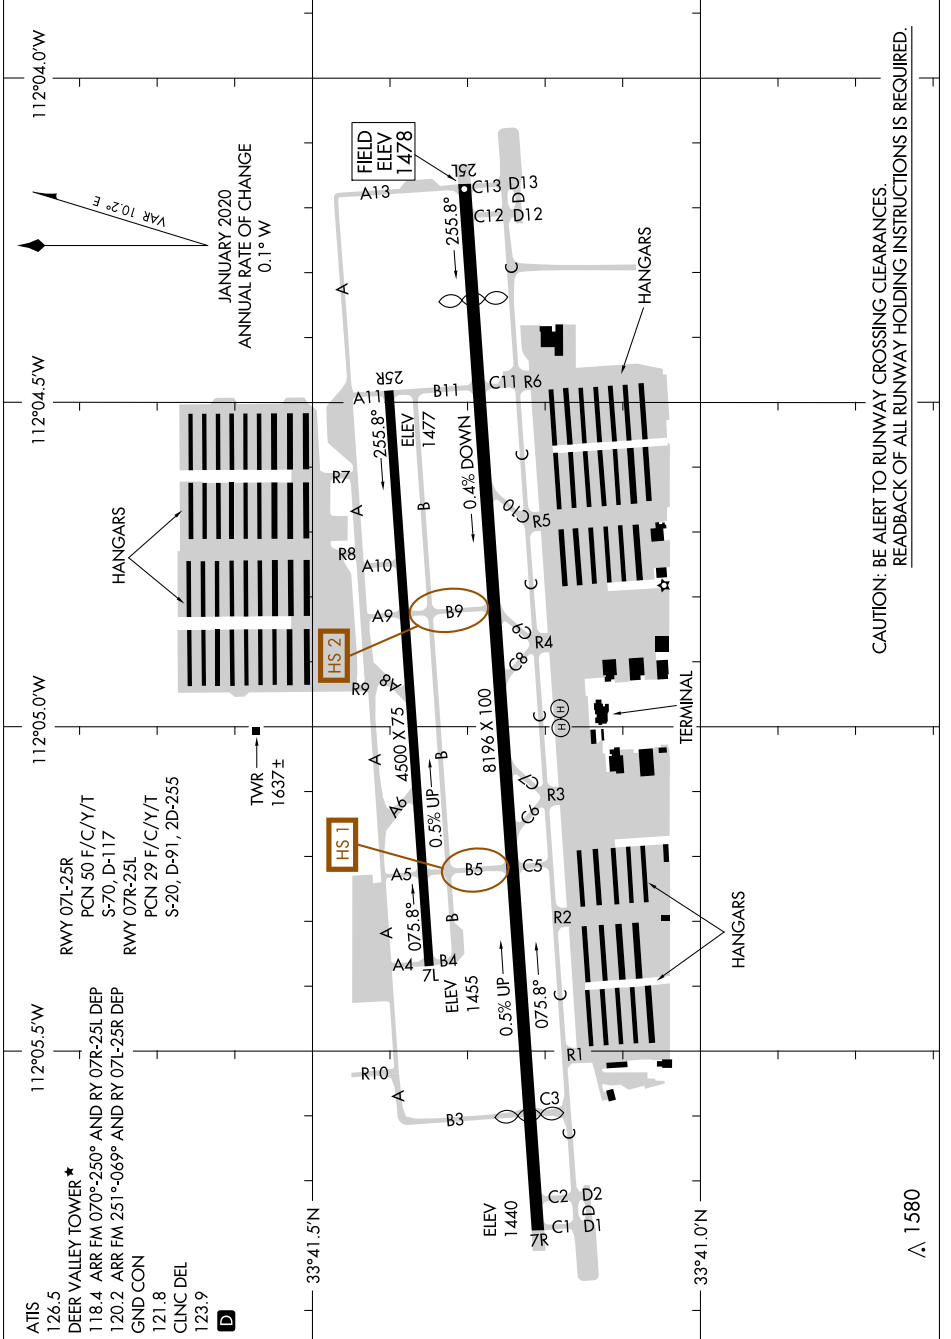 ATIS
126.5
DEER VALLEY TOWER★
118.4 ARR FM 070°-250° AND RY 07R-25L DEP
120.2 ARR FM 251°-069° AND RY 07L-25R DEP
GND CON
121.8
CLNC DEL
123.9
D
RWY 07L-25R
PCN 50 F/C/Y/T
S-70, D-117
RWY 07R-25L
PCN 29 F/C/Y/T
S-20, D-91, 2D-255
112°05.5'W
112°05.0'W
112°04.5'W
112°04.0'W
VAR 10.2° E
JANUARY 2020
ANNUAL RATE OF CHANGE
0.1° W
TWR
1637±
HANGARS
33°41.5'N
FIELD
ELEV
1478
HS 1
HS 2
R10
R9
R8
R7
A
A
A
A
A
A4
A5
A6
A8
A9
A10
A11
A13
7L
075.8°
4500 X 75
0.5% UP
255.8°
25R
ELEV
1455
ELEV
1477
B3
B4
B
B5
B
B9
B
B11
ELEV
1440
7R
0.5% UP
075.8°
8196 X 100
0.4% DOWN
255.8°
25L
C1
C2
C3
C5
C6
C7
C8
C9
C10
C11
C12
C13
C
C
C
C
C
C
D1
D
D2
D12
D
D13
R1
R2
R3
R4
R5
R6
H
H
TERMINAL
HANGARS
HANGARS
33°41.0'N
1580
CAUTION: BE ALERT TO RUNWAY CROSSING CLEARANCES.
READBACK OF ALL RUNWAY HOLDING INSTRUCTIONS IS REQUIRED.